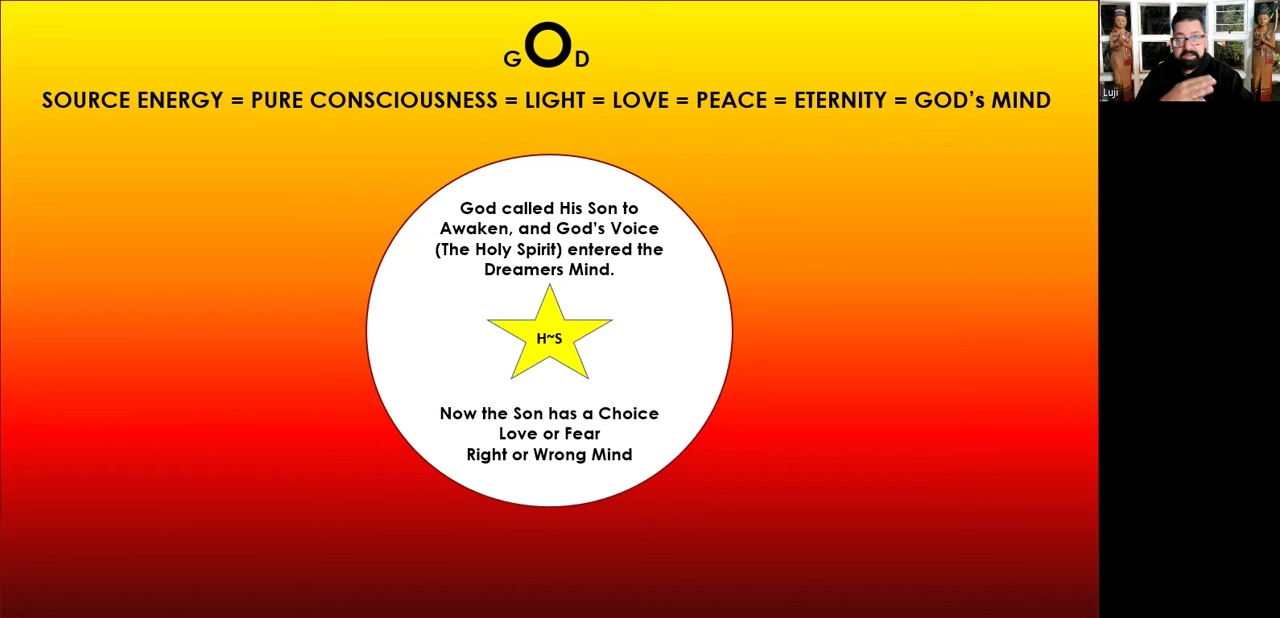 GOD
SOURCE ENERGY = PURE CONSCIOUSNESS = LIGHT = LOVE = PEACE = ETERNITY = GOD’s MIND
God called His Son to
Awaken, and God’s Voice
(The Holy Spirit) entered the
Dreamers Mind.
H~S
Now the Son has a Choice
Love or Fear
Right or Wrong Mind
Luji